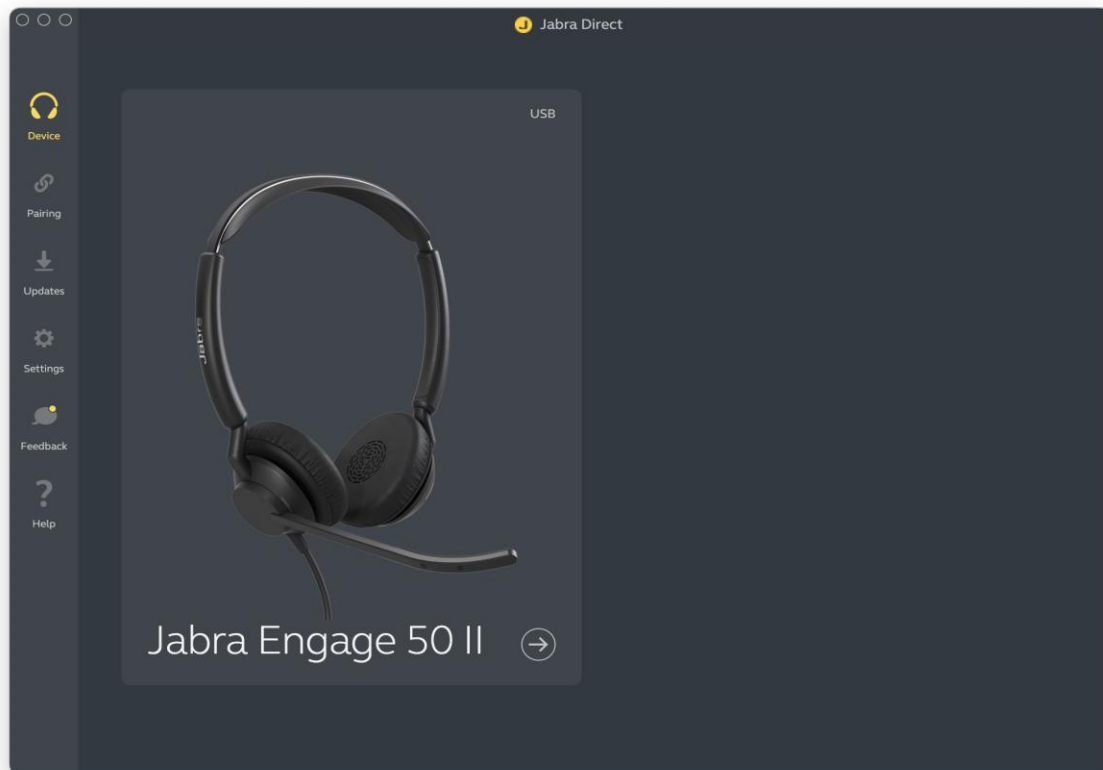 Jabra Direct
Device
Pairing
Updates
Settings
Feedback
Help
USB
Jabra
Jabra Engage 50 II